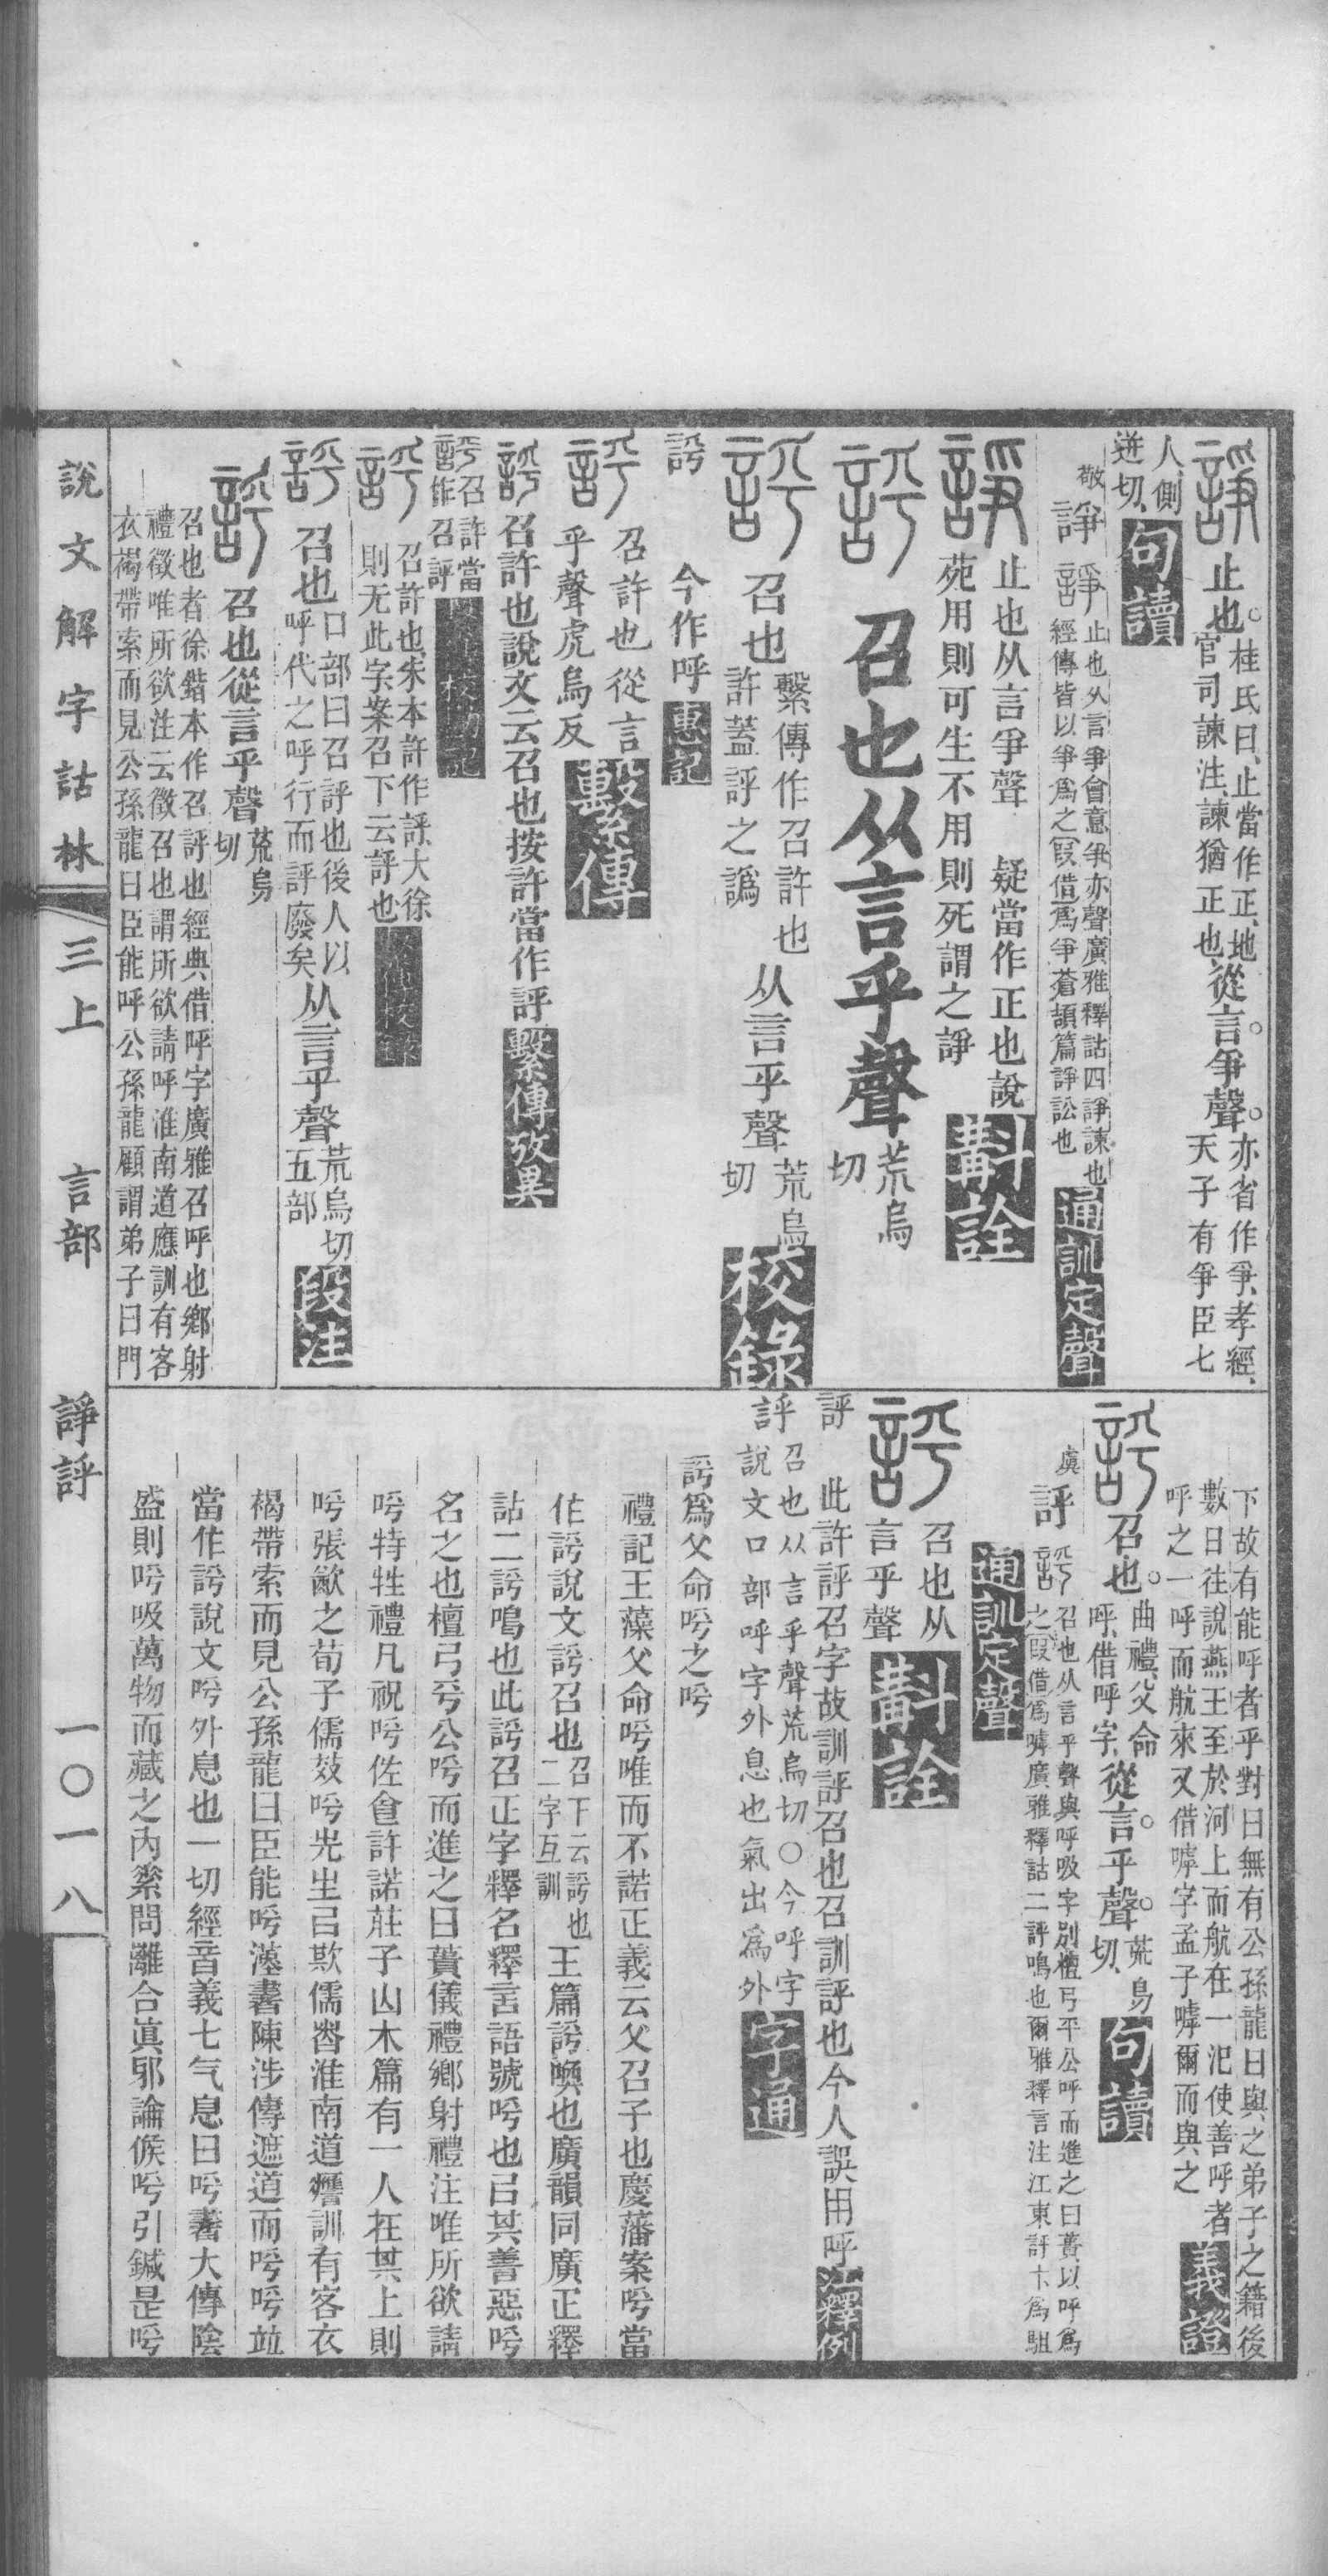 諍止也。桂氏曰、止當作正、地官司諫注、諫猶正也、從言。爭聲。亦省作爭、孝經、天子有爭臣七
人、側迸切、句讀
敬 諍 諍止也从言爭會意爭亦聲廣雅釋詁四諍諫也經傳皆以爭爲之叚借爲爭蒼頡篇諍訟也通訓定聲
諍止也从言爭聲 疑當作正也說苑用則可生不用則死謂之諍斠詮
評召也从言乎聲荒烏切
評召也繫傳作召許也許蓋評之譌从言乎聲荒烏切校錄
評今作呼惠記
評召許也從言乎聲虎烏反繫傳
評召許也說文云召也按許當作評繫傳攷異
評召許當作召評
評召許也宋本許作評大徐則无此字案召下云評也
評召也口部曰召評也後人以呼代之呼行而評廢矣从言乎聲荒烏切五部段注
評召也從言乎聲荒烏切
召也者徐鍇本作召評也經典借呼字廣雅召呼也鄉射
禮徵唯所欲注云徵召也謂所欲請呼淮南道應訓有客
衣褐帶索而見公孫龍曰臣能呼公孫龍顧謂弟子曰門
下故有能呼者乎對曰無有公孫龍曰與之弟子之籍後
數日往說燕王至於河上而航在一汜使善呼者
呼之一呼而航來又借嘑字孟子嘑爾而與之義證
評召也。曲禮、父命呼、借呼字、從言。乎聲。荒烏切、句讀
虞 評 評召也从言乎聲與呼吸字別檀弓平公呼而進之曰蕢以呼爲之叚借爲嘑廣雅釋詁二評鳴也爾雅釋言注江東評卞爲駔
通訓定聲
評召也从言乎聲斠詮
評此許評召字故訓評召也召訓評也今人誤用呼釋例
評召也从言乎聲荒烏切○今呼字說文口部呼字外息也氣出爲外字通
評爲父命呼之呼
禮記玉藻父命呼唯而不諾正義云父召子也慶藩案呼當
作評說文評召也召下云評也二字互訓玉篇評喚也廣韻同廣正釋
詁二評鳴也此評召正字釋名釋言語號呼也㠯其善惡呼
名之也檀弓平公呼而進之曰蕢儀禮鄉射禮注唯所欲請
呼特牲禮凡祝呼佐食許諾莊子山木篇有一人在其上則
呼張歙之荀子儒效呼先生㠯欺儒者淮南道應訓有客衣
褐帶索而見公孫龍曰臣能呼漢書陳涉傳遮道而呼呼竝
當作評說文呼外息也一切經音義七气息曰呼書大傳陰
盛則呼吸萬物而藏之內素問離合眞邪論候呼引鍼是呼
說文解字詁林 三上 言部 諍評 一〇一八